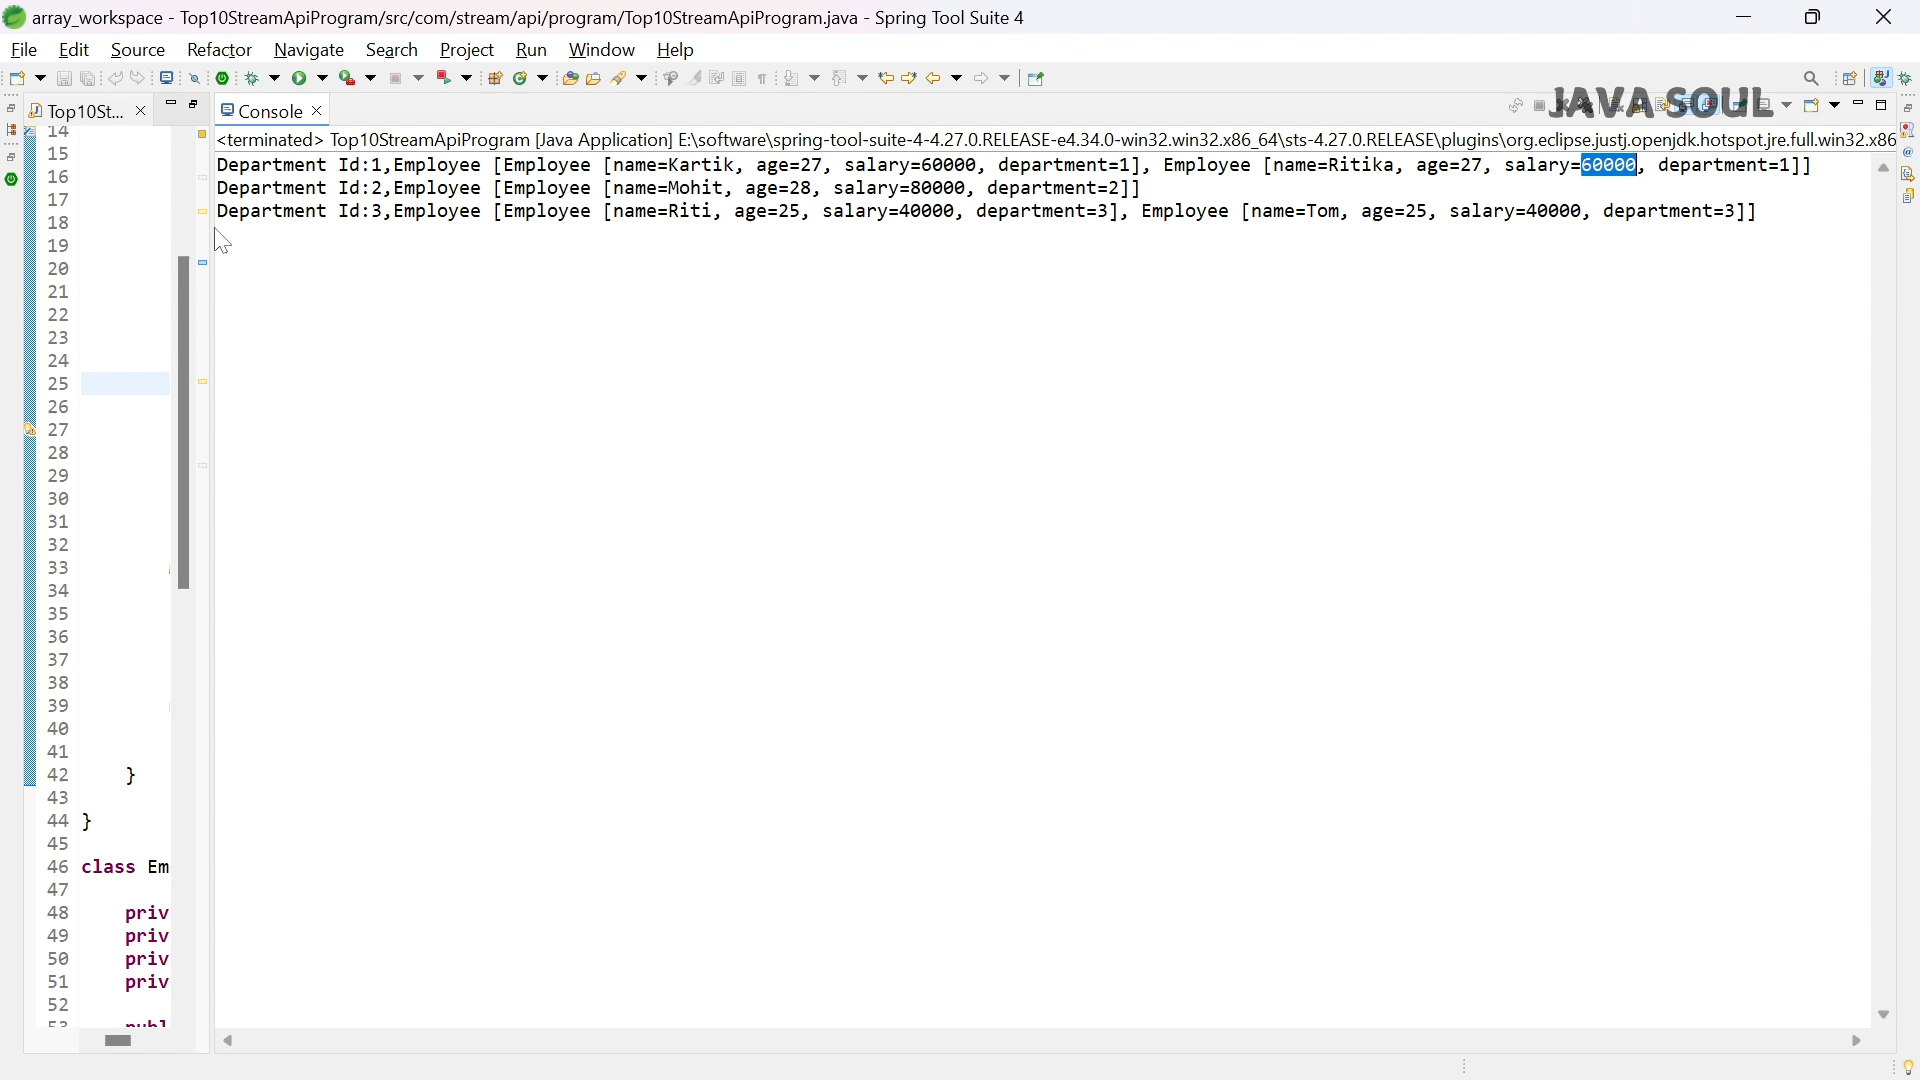 array_workspace - Top10StreamApiProgram/src/com/stream/api/program/Top10StreamApiProgram.java - Spring Tool Suite 4
File Edit Source Refactor Navigate Search Project Run Window Help
JAVA SOUL
Top10St...
Console
<terminated> Top10StreamApiProgram [Java Application] E:\software\spring-tool-suite-4-4.27.0.RELEASE-e4.34.0-win32.win32.x86_64\sts-4.27.0.RELEASE\plugins\org.eclipse.justj.openjdk.hotspot.jre.full.win32.x86
Department Id:1,Employee [Employee [name=Kartik, age=27, salary=60000, department=1], Employee [name=Ritika, age=27, salary=60000, department=1]]
Department Id:2,Employee [Employee [name=Mohit, age=28, salary=80000, department=2]]
Department Id:3,Employee [Employee [name=Riti, age=25, salary=40000, department=3], Employee [name=Tom, age=25, salary=40000, department=3]]
14
15
16
17
18
19
20
21
22
23
24
25
26
27
28
29
30
31
32
33
34
35
36
37
38
39
40
41
42 }
43
44 }
45
46 class Em
47
48 priv
49 priv
50 priv
51 priv
52
53 publ